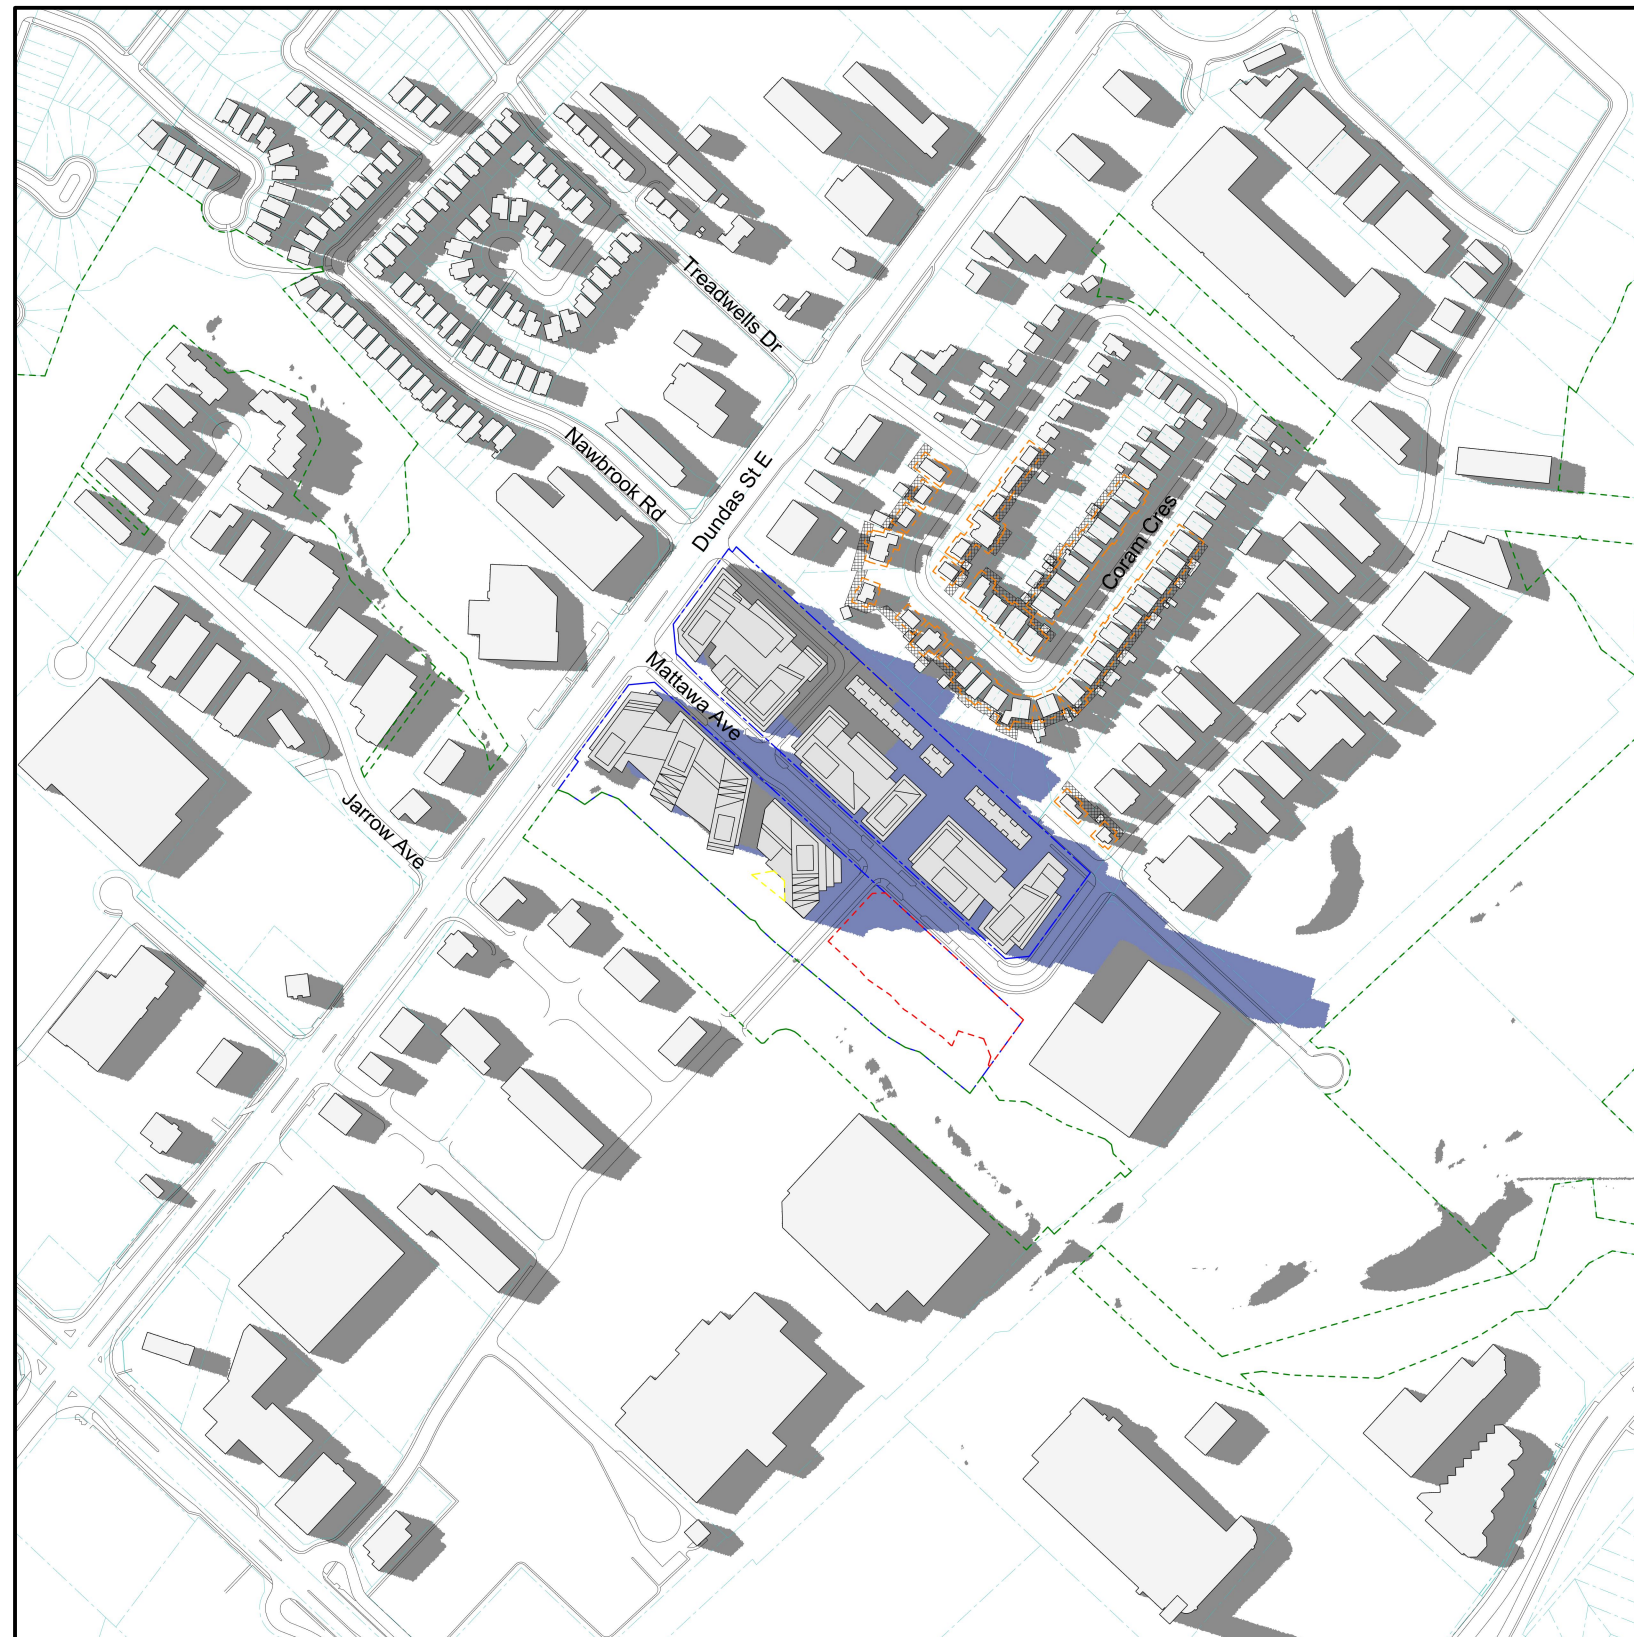 Treadwells Dr
Nawbrook Rd
Dundas St E
Coram Cres
Mattawa Ave
Jarrow Ave